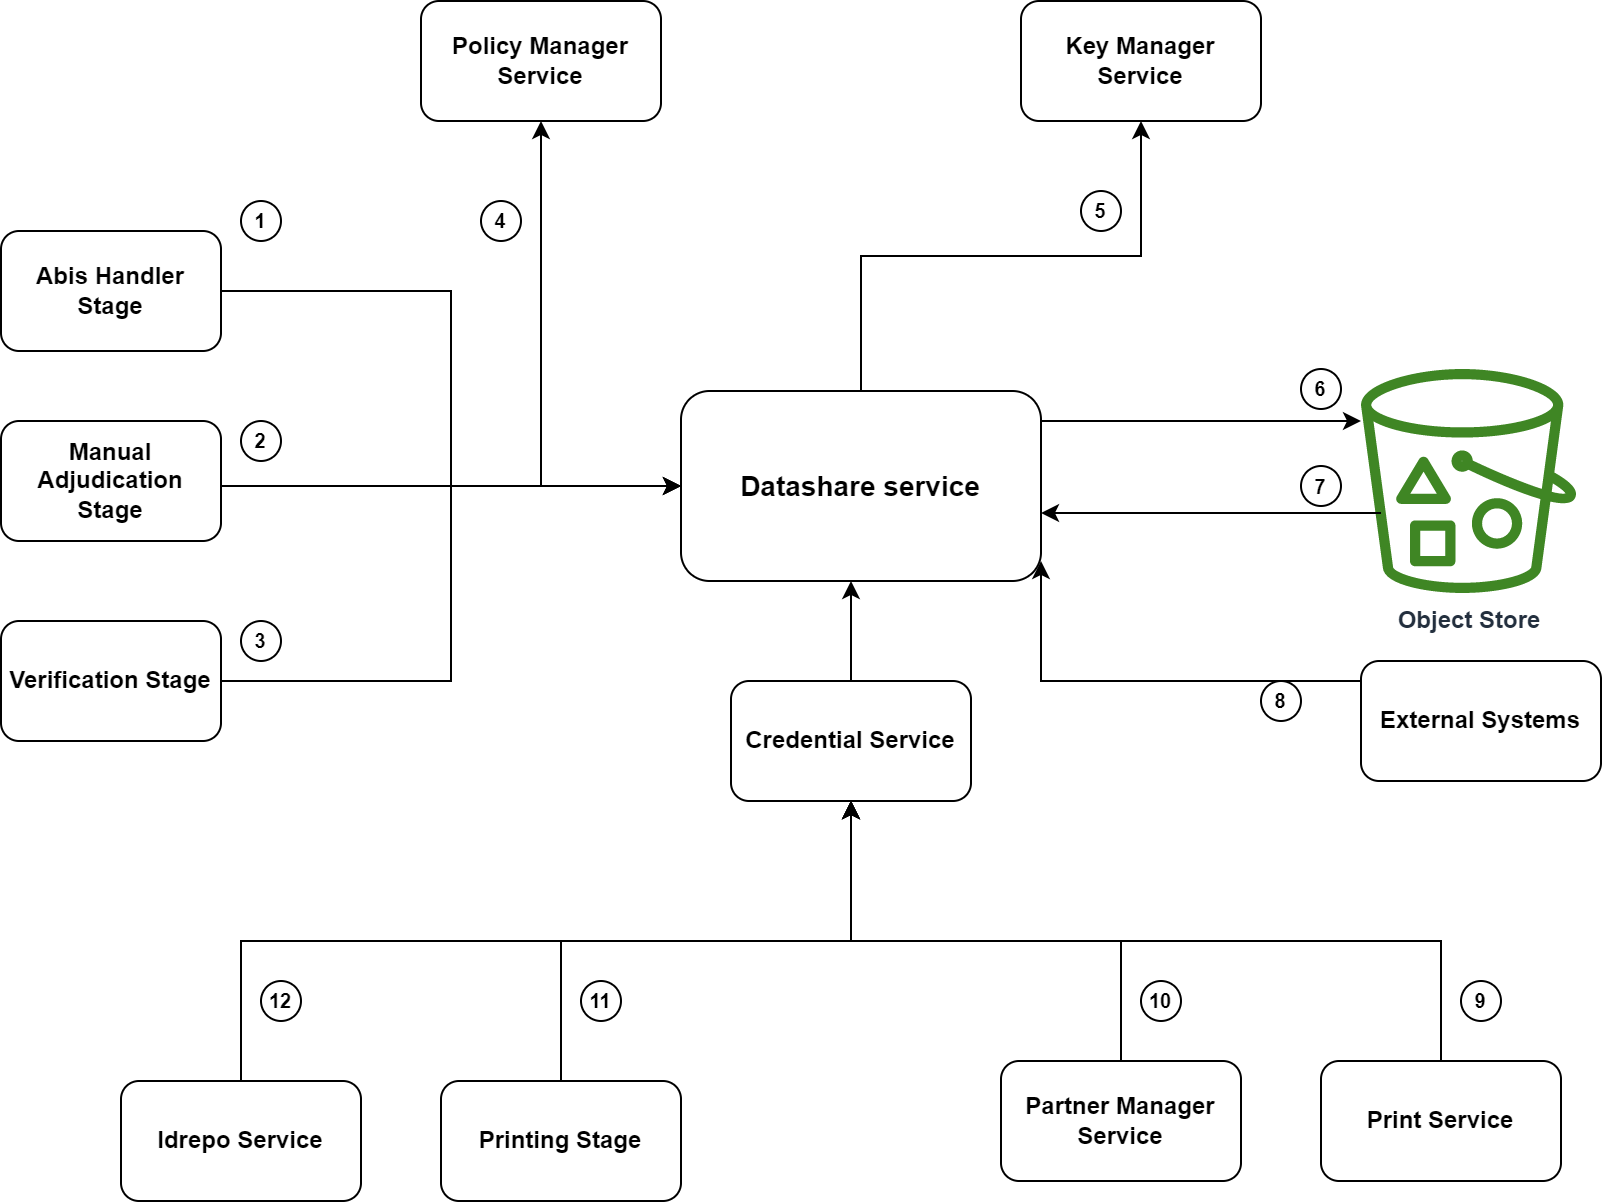 Policy Manager
Service
Key Manager
Service
1
4
5
Abis Handler
Stage
6
2
Manual
Adjudication
Stage
Datashare service
7
Object Store
3
Verification Stage
8
External Systems
Credential Service
12
11
10
9
Idrepo Service
Printing Stage
Partner Manager
Service
Print Service